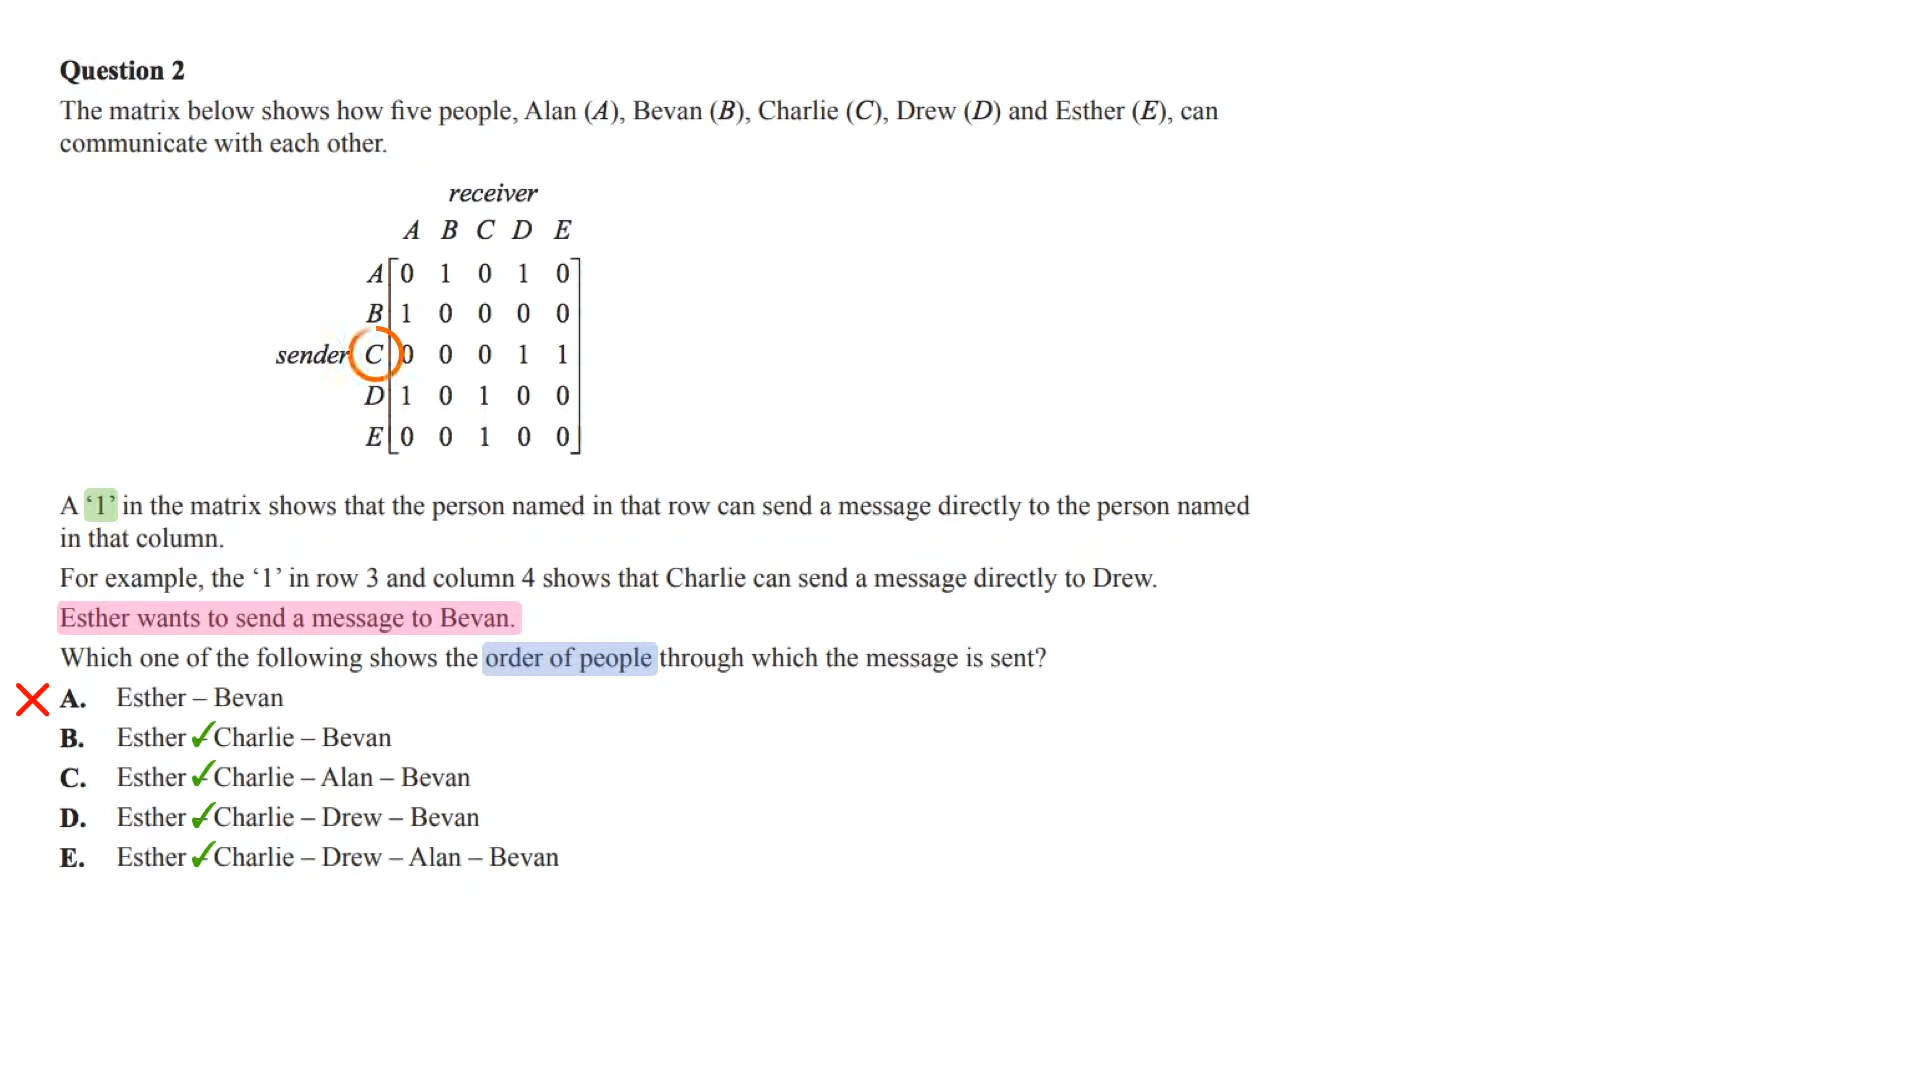 Question 2
The matrix below shows how five people, Alan (A), Bevan (B), Charlie (C), Drew (D) and Esther (E), can
communicate with each other.
receiver
A B C D E
A 0 1 0 1 0
B 1 0 0 0 0
sender C 0 0 0 1 1
D 1 0 1 0 0
E 0 0 1 0 0
A ‘1’ in the matrix shows that the person named in that row can send a message directly to the person named
in that column.
For example, the ‘1’ in row 3 and column 4 shows that Charlie can send a message directly to Drew.
Esther wants to send a message to Bevan.
Which one of the following shows the order of people through which the message is sent?
A. Esther – Bevan
B. Esther – Charlie – Bevan
C. Esther – Charlie – Alan – Bevan
D. Esther – Charlie – Drew – Bevan
E. Esther – Charlie – Drew – Alan – Bevan